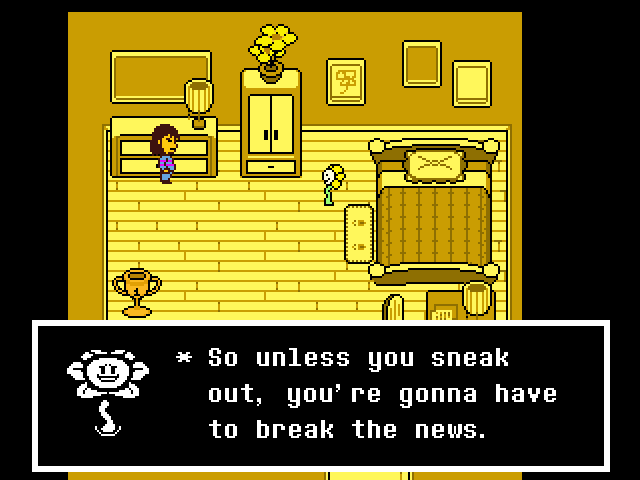 * So unless you sneak
out, you're gonna have
to break the news.